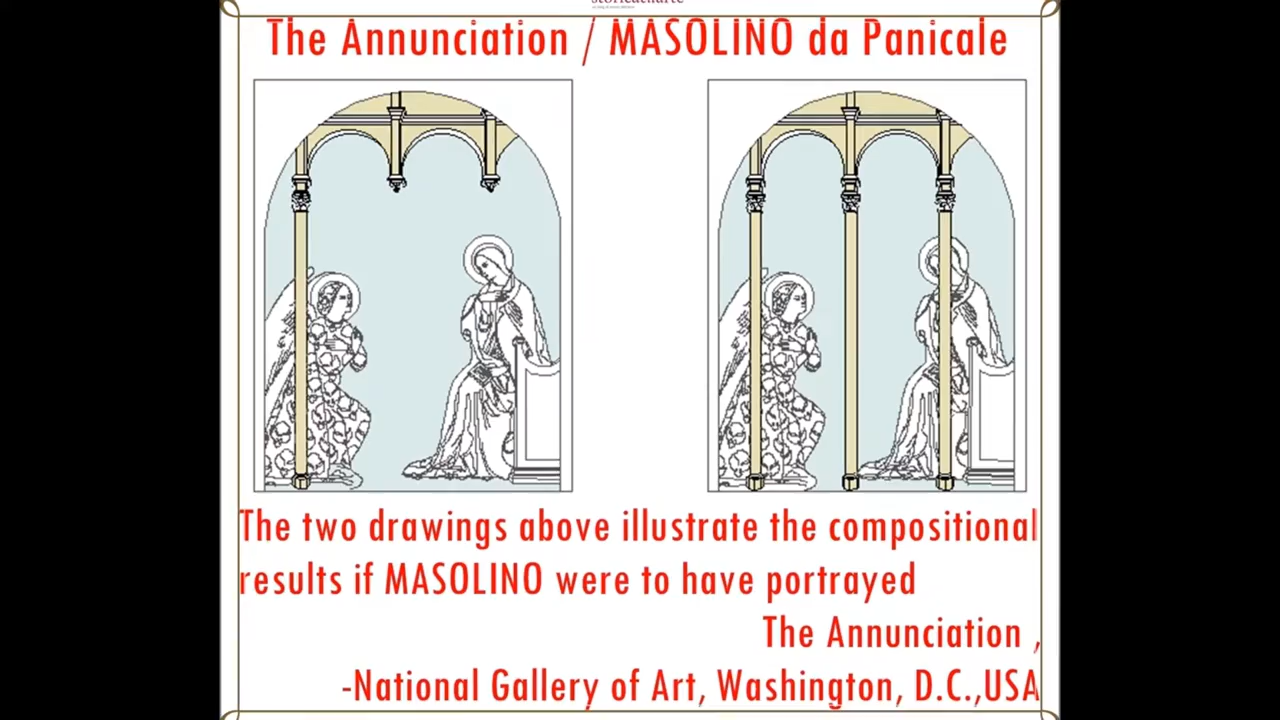 The Annunciation / MASOLINO da Panicale
The two drawings above illustrate the compositional
results if MASOLINO were to have portrayed
The Annunciation ,
-National Gallery of Art, Washington, D.C.,USA